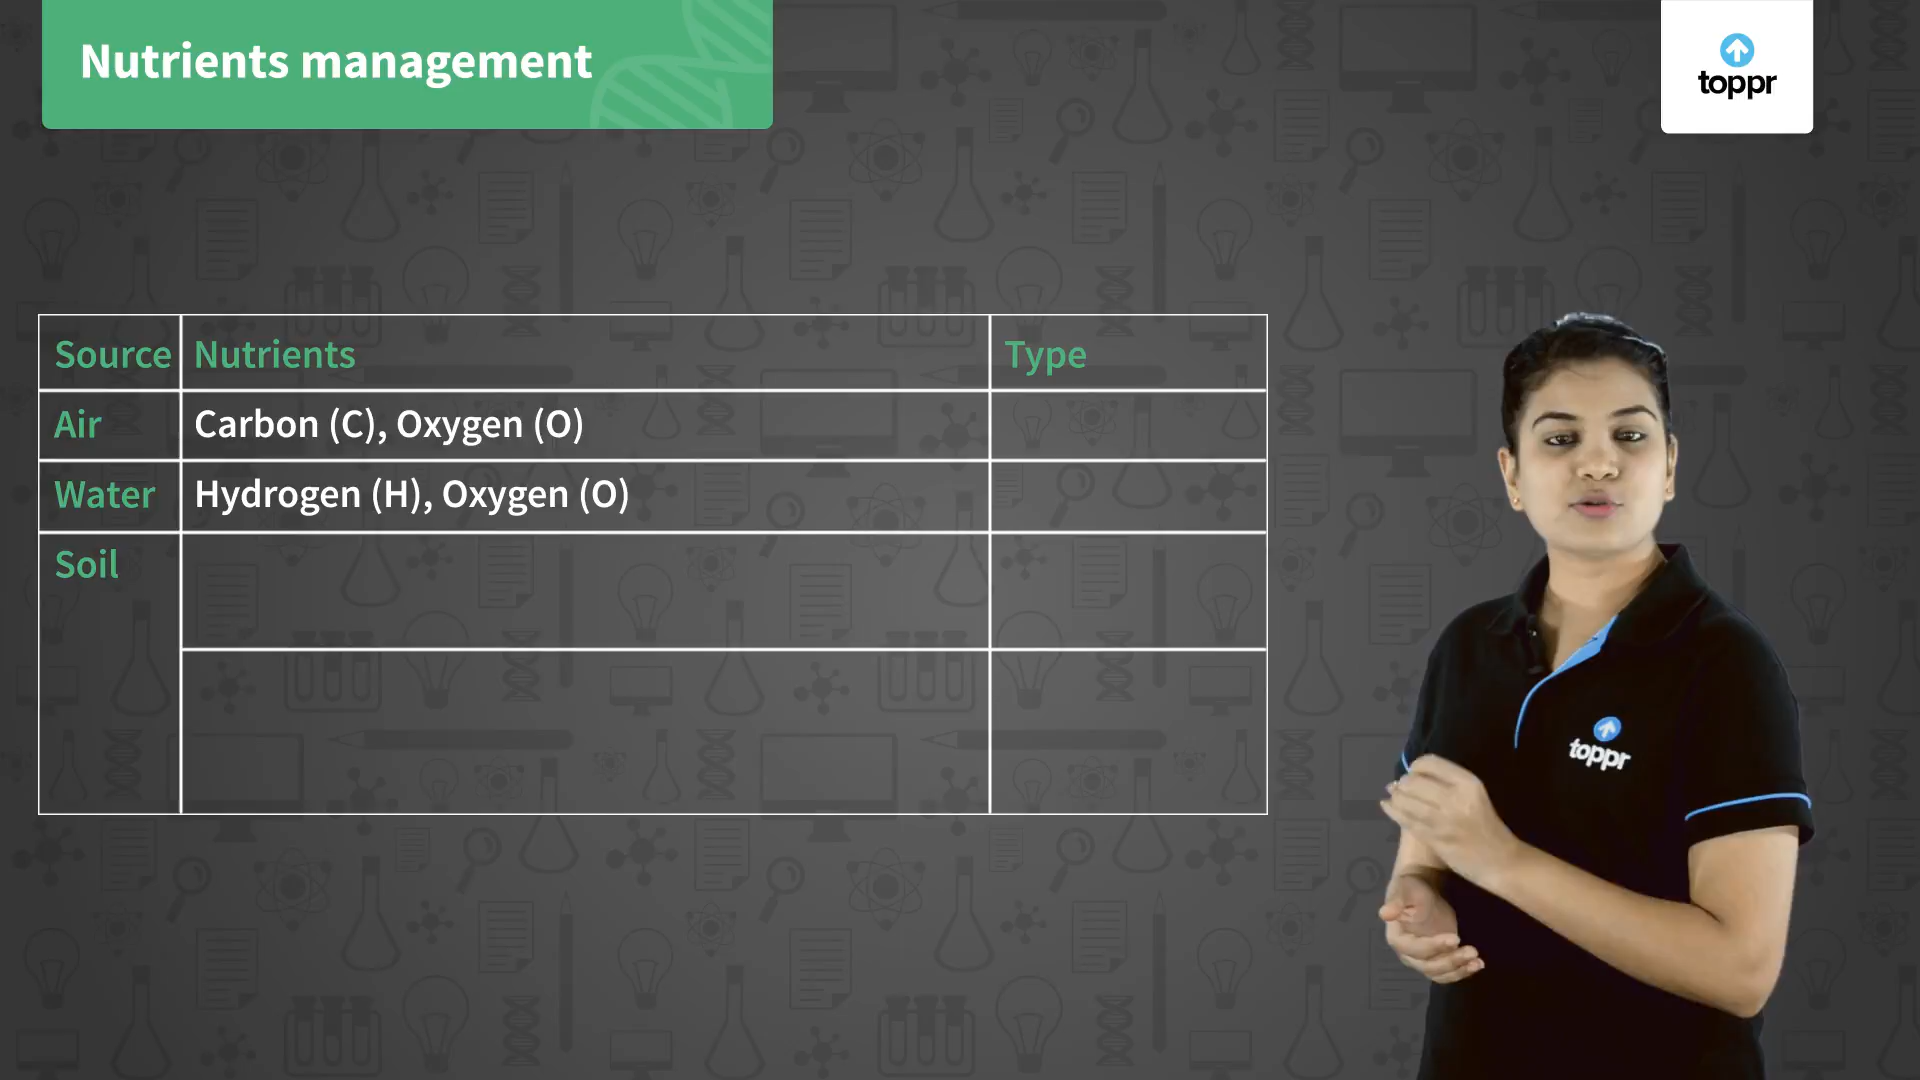 Nutrients management
toppr
Source Nutrients Type
Air Carbon (C), Oxygen (O)
Water Hydrogen (H), Oxygen (O)
Soil
toppr